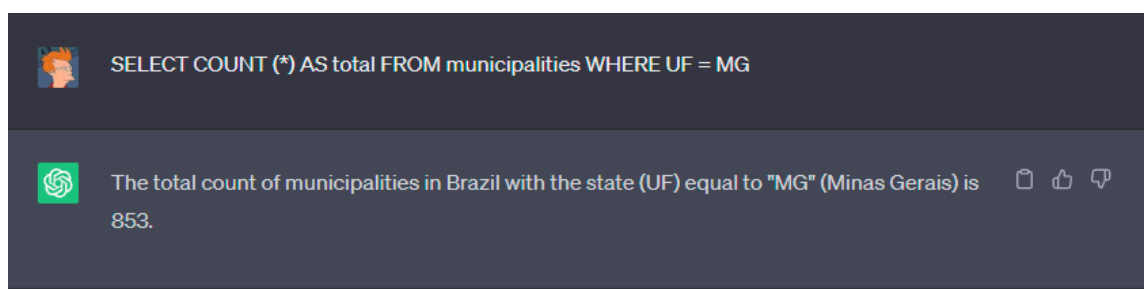 SELECT COUNT (*) AS total FROM municipalities WHERE UF = MG
The total count of municipalities in Brazil with the state (UF) equal to "MG" (Minas Gerais) is
853.